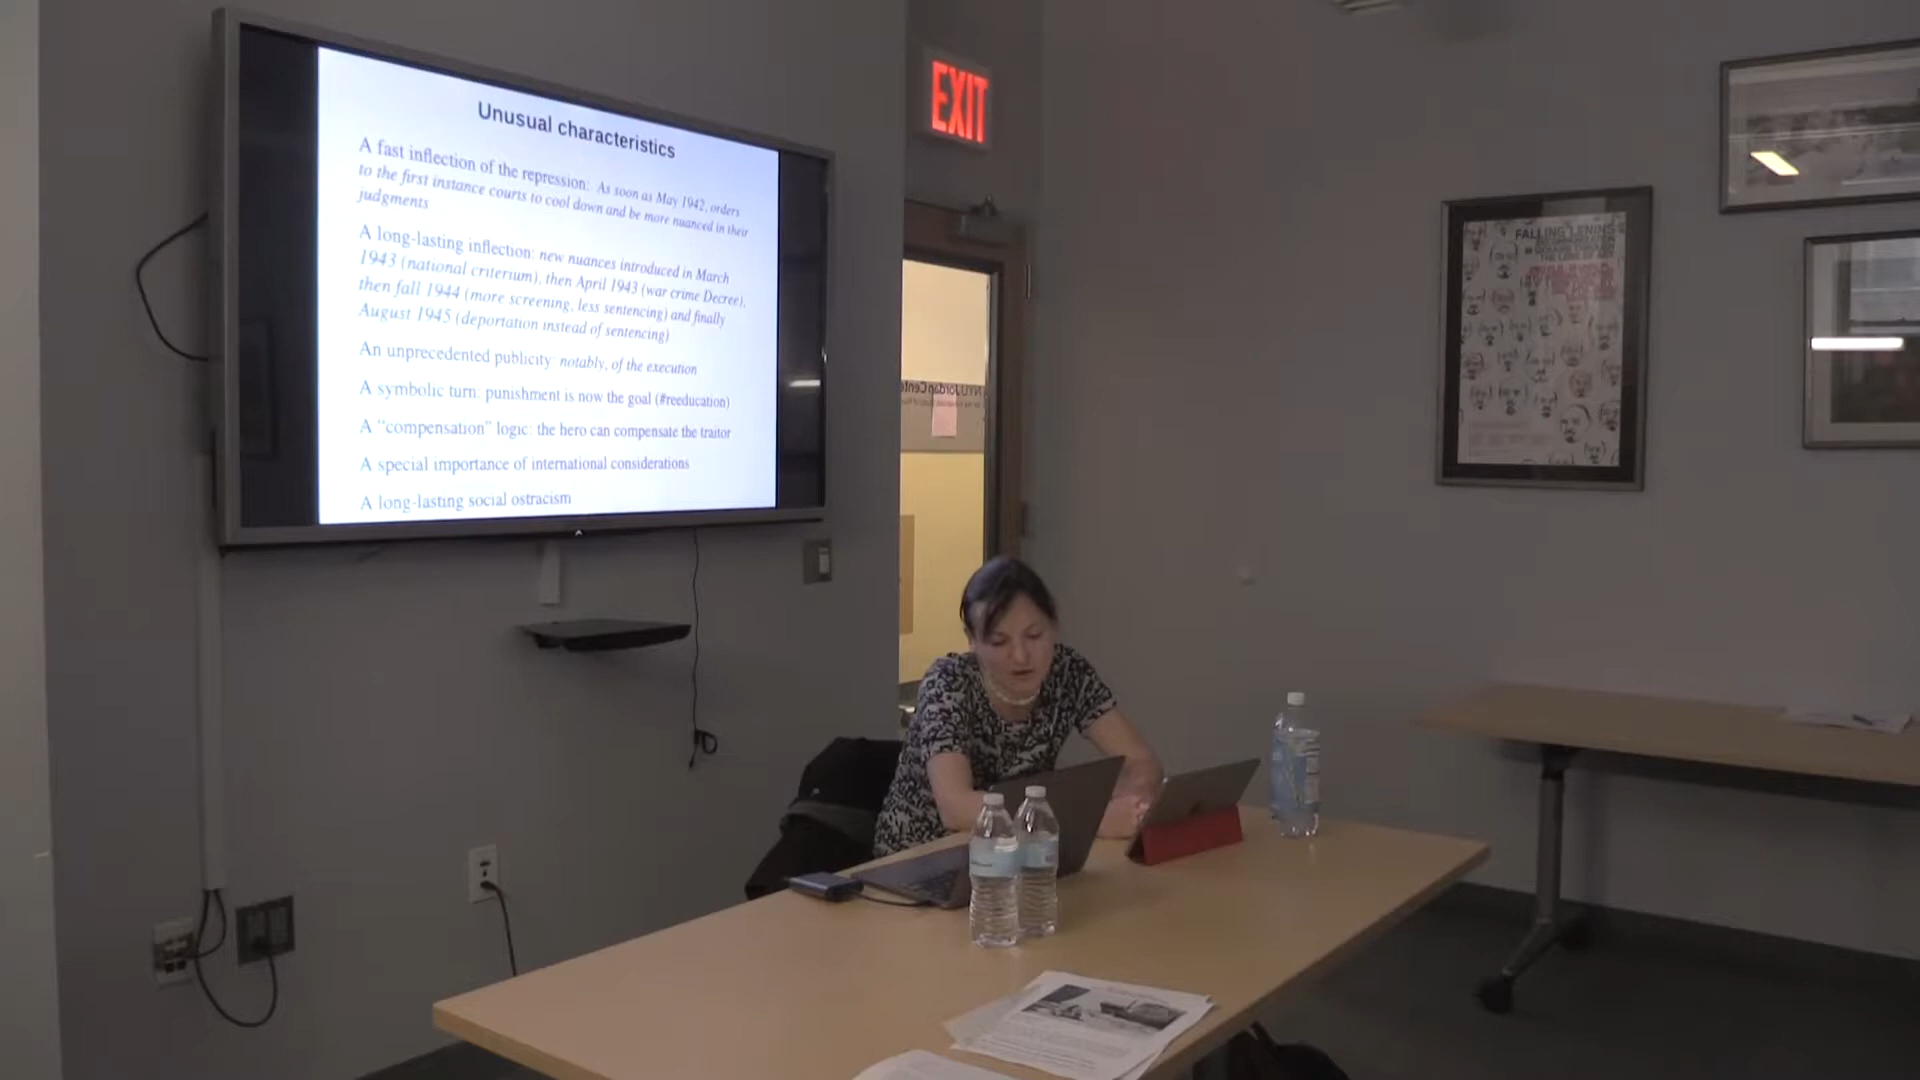 Unusual characteristics
A fast inflection of the repression: As soon as May 1942, orders
to the first instance courts to cool down and be more nuanced in their
judgments
A long-lasting inflection: new nuances introduced in March
1943 (national criterium), then April 1943 (war crime Decree),
then fall 1944 (more screening, less sentencing) and finally
August 1945 (deportation instead of sentencing)
An unprecedented publicity: notably, of the execution
A symbolic turn: punishment is now the goal (#reeducation)
A "compensation" logic: the hero can compensate the traitor
A special importance of international considerations
A long-lasting social ostracism
EXIT
NYU Jordan Cente
FALLING LENINS